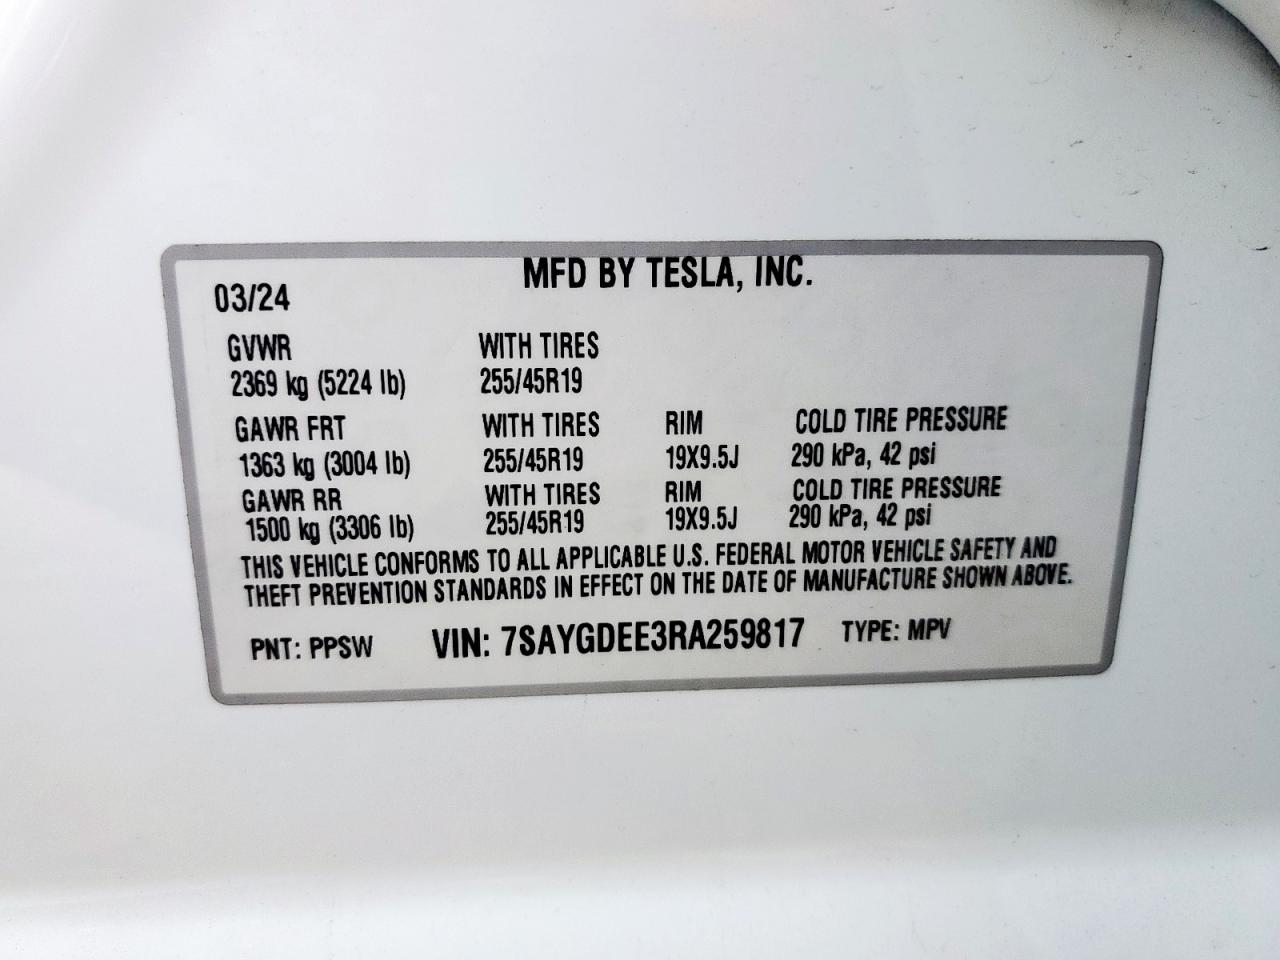 MFD BY TESLA, INC.
03/24
GVWR WITH TIRES
2369 kg (5224 lb) 255/45R19
GAWR FRT WITH TIRES RIM COLD TIRE PRESSURE
1363 kg (3004 lb) 255/45R19 19X9.5J 290 kPa, 42 psi
GAWR RR WITH TIRES RIM COLD TIRE PRESSURE
1500 kg (3306 lb) 255/45R19 19X9.5J 290 kPa, 42 psi
THIS VEHICLE CONFORMS TO ALL APPLICABLE U.S. FEDERAL MOTOR VEHICLE SAFETY AND
THEFT PREVENTION STANDARDS IN EFFECT ON THE DATE OF MANUFACTURE SHOWN ABOVE.
PNT: PPSW VIN: 7SAYGDEE3RA259817 TYPE: MPV